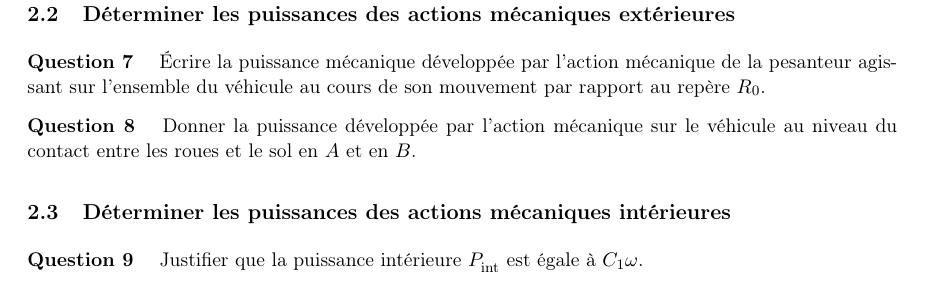 2.2 Déterminer les puissances des actions mécaniques extérieures
Question 7 Écrire la puissance mécanique développée par l'action mécanique de la pesanteur agis-
sant sur l'ensemble du véhicule au cours de son mouvement par rapport au repère R₀.
Question 8 Donner la puissance développée par l'action mécanique sur le véhicule au niveau du
contact entre les roues et le sol en A et en B.
2.3 Déterminer les puissances des actions mécaniques intérieures
Question 9 Justifier que la puissance intérieure P_int est égale à C₁ω.